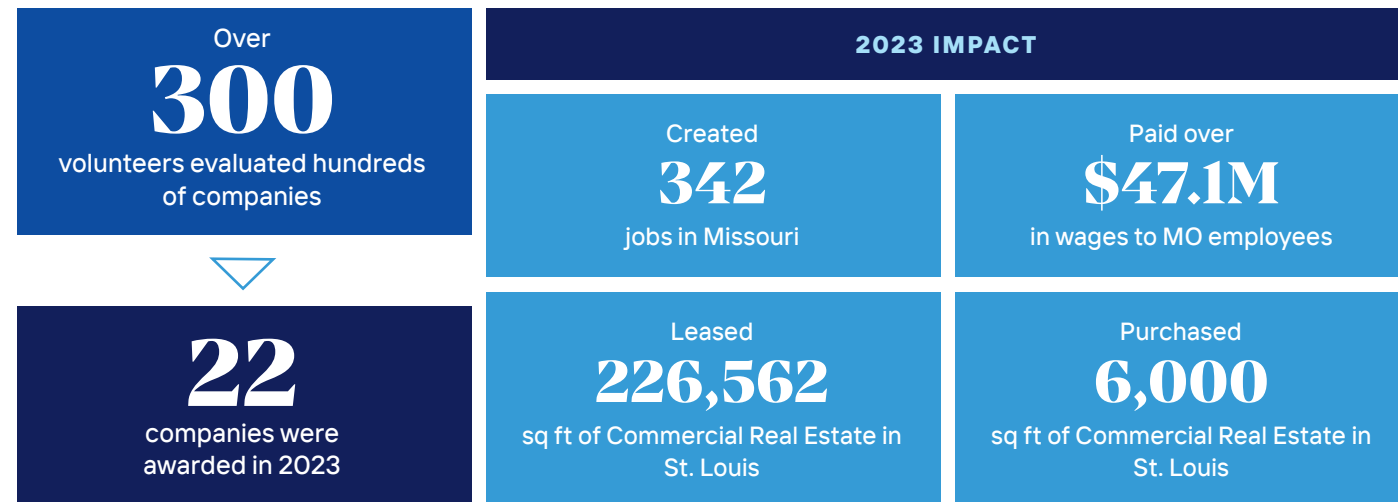 Over
300
volunteers evaluated hundreds
of companies
22
companies were
awarded in 2023
2023 IMPACT
Created
342
jobs in Missouri
Paid over
$47.1M
in wages to MO employees
Leased
226,562
sq ft of Commercial Real Estate in
St. Louis
Purchased
6,000
sq ft of Commercial Real Estate in
St. Louis